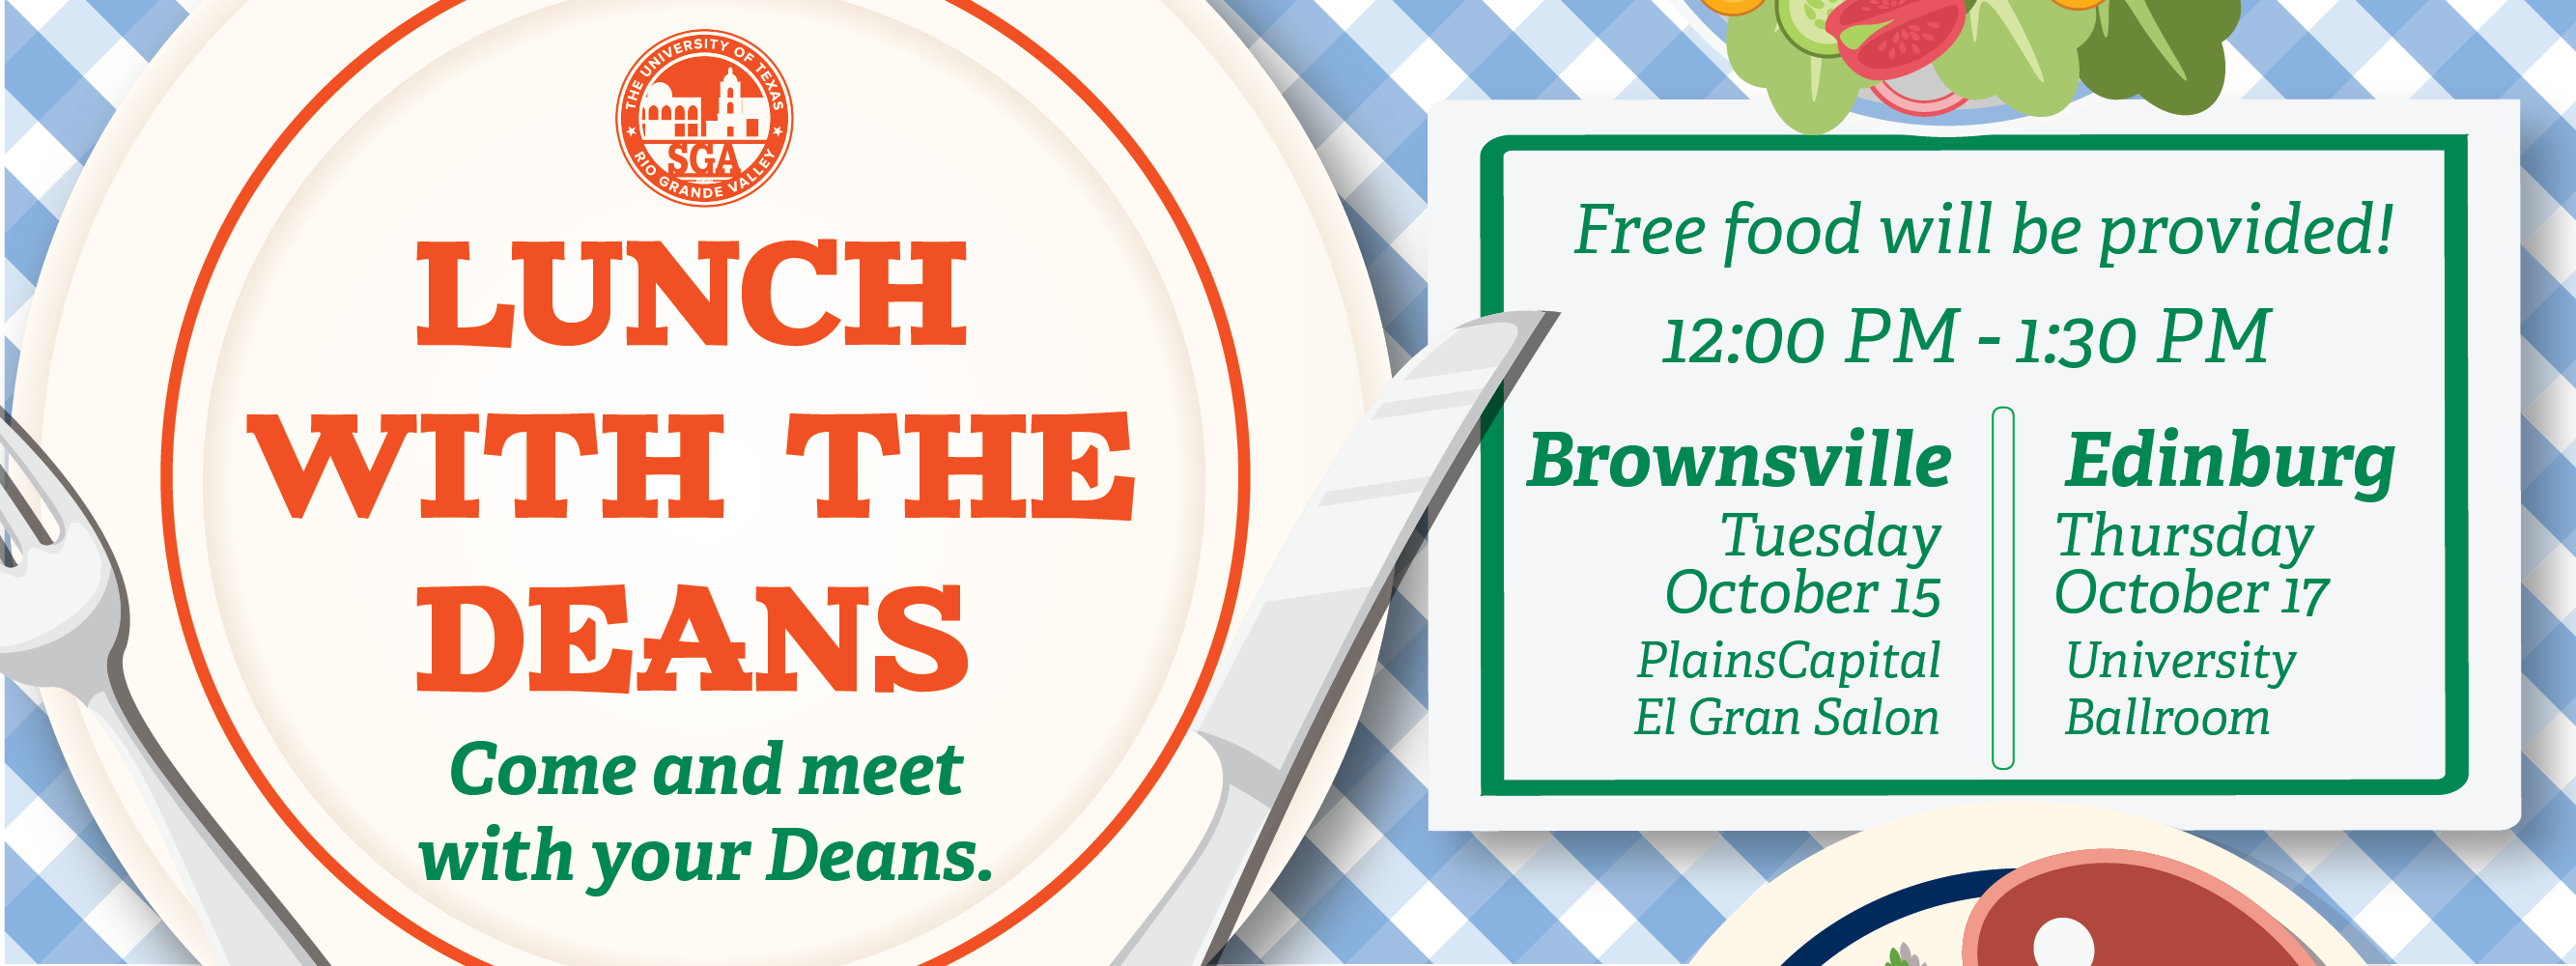 THE UNIVERSITY OF TEXAS
SGA
RIO GRANDE VALLEY
LUNCH
WITH THE
DEANS
Come and meet
with your Deans.
Free food will be provided!
12:00 PM - 1:30 PM
Brownsville
Tuesday
October 15
PlainsCapital
El Gran Salon
Edinburg
Thursday
October 17
University
Ballroom